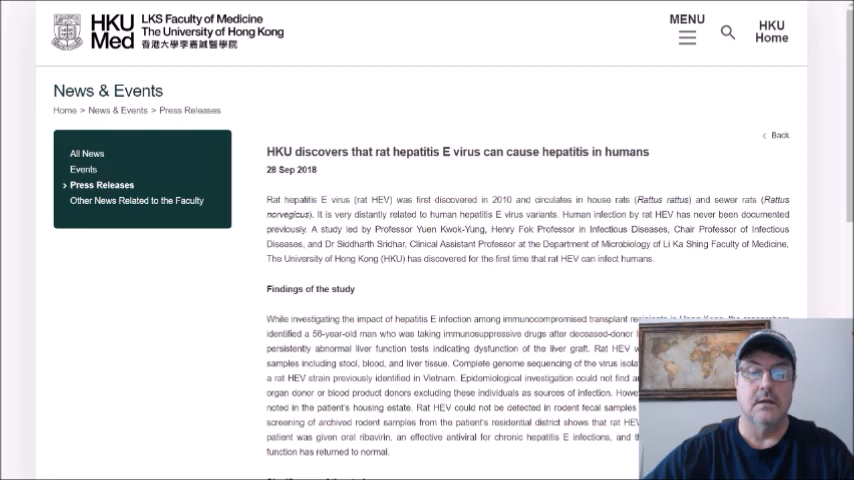 HKU Med
LKS Faculty of Medicine
The University of Hong Kong
香港大學李嘉誠醫學院
MENU
HKU Home
News & Events
Home > News & Events > Press Releases
All News
Events
Press Releases
Other News Related to the Faculty
Back
HKU discovers that rat hepatitis E virus can cause hepatitis in humans
28 Sep 2018
Rat hepatitis E virus (rat HEV) was first discovered in 2010 and circulates in house rats (Rattus rattus) and sewer rats (Rattus
norvegicus). It is very distantly related to human hepatitis E virus variants. Human infection by rat HEV has never been documented
previously. A study led by Professor Yuen Kwok-Yung, Henry Fok Professor in Infectious Diseases, Chair Professor of Infectious
Diseases, and Dr Siddharth Sridhar, Clinical Assistant Professor at the Department of Microbiology of Li Ka Shing Faculty of Medicine,
The University of Hong Kong (HKU) has discovered for the first time that rat HEV can infect humans.
Findings of the study
While investigating the impact of hepatitis E infection among immunocompromised transplant recipients in Hong Kong, the researchers
identified a 56-year-old man who was taking immunosuppressive drugs after deceased-donor
persistently abnormal liver function tests indicating dysfunction of the liver graft. Rat HEV
samples including stool, blood, and liver tissue. Complete genome sequencing of the virus
a rat HEV strain previously identified in Vietnam. Epidemiological investigation could not find
organ donor or blood product donors excluding these individuals as sources of infection.
noted in the patient's housing estate. Rat HEV could not be detected in rodent fecal samples
screening of archived rodent samples from the patient's residential district shows that rat
patient was given oral ribavirin, an effective antiviral for chronic hepatitis E infections, and
function has returned to normal.